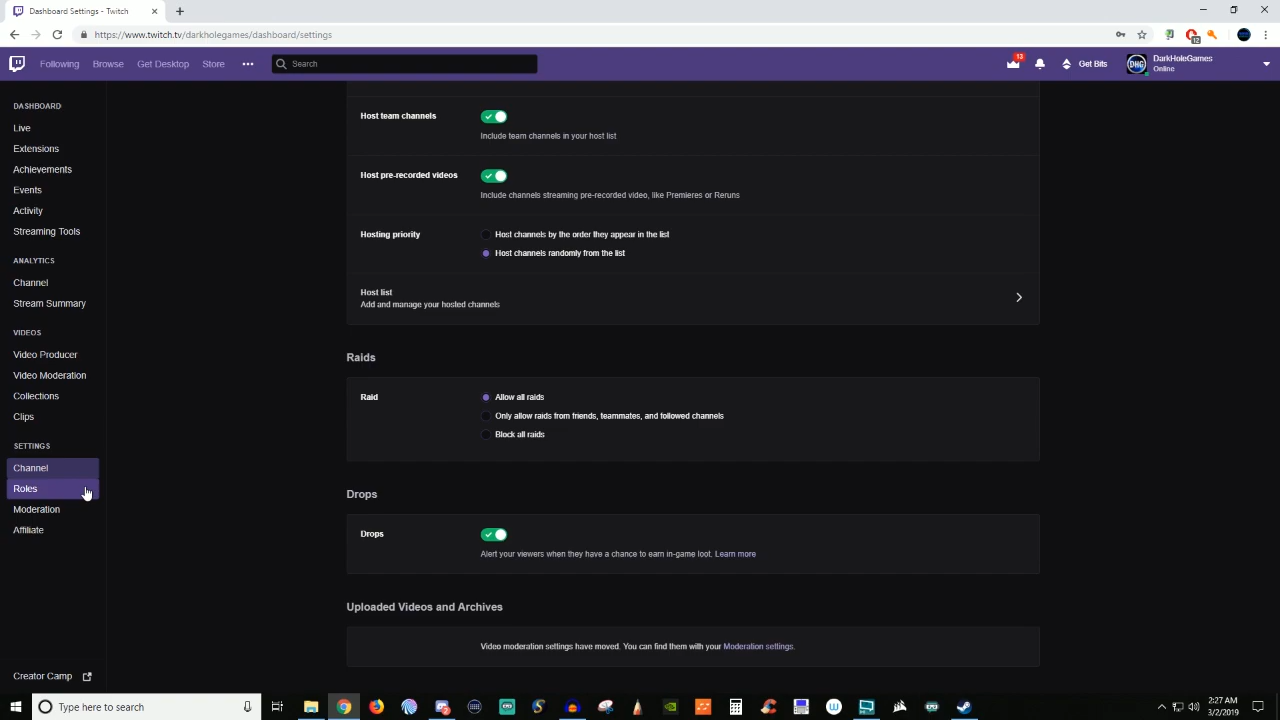 Dashboard Settings - Twitch
https://www.twitch.tv/darkholegames/dashboard/settings
12
Following
Browse
Get Desktop
Store
Search
13
Get Bits
DHG
DarkHoleGames
Online
DASHBOARD
Live
Extensions
Achievements
Events
Activity
Streaming Tools
ANALYTICS
Channel
Stream Summary
VIDEOS
Video Producer
Video Moderation
Collections
Clips
SETTINGS
Channel
Roles
Moderation
Affiliate
Creator Camp
Host team channels
Include team channels in your host list
Host pre-recorded videos
Include channels streaming pre-recorded video, like Premieres or Reruns
Hosting priority
Host channels by the order they appear in the list
Host channels randomly from the list
Host list
Add and manage your hosted channels
Raids
Raid
Allow all raids
Only allow raids from friends, teammates, and followed channels
Block all raids
Drops
Drops
Alert your viewers when they have a chance to earn in-game loot. Learn more
Uploaded Videos and Archives
Video moderation settings have moved. You can find them with your Moderation settings.
Type here to search
2:27 AM
3/2/2019